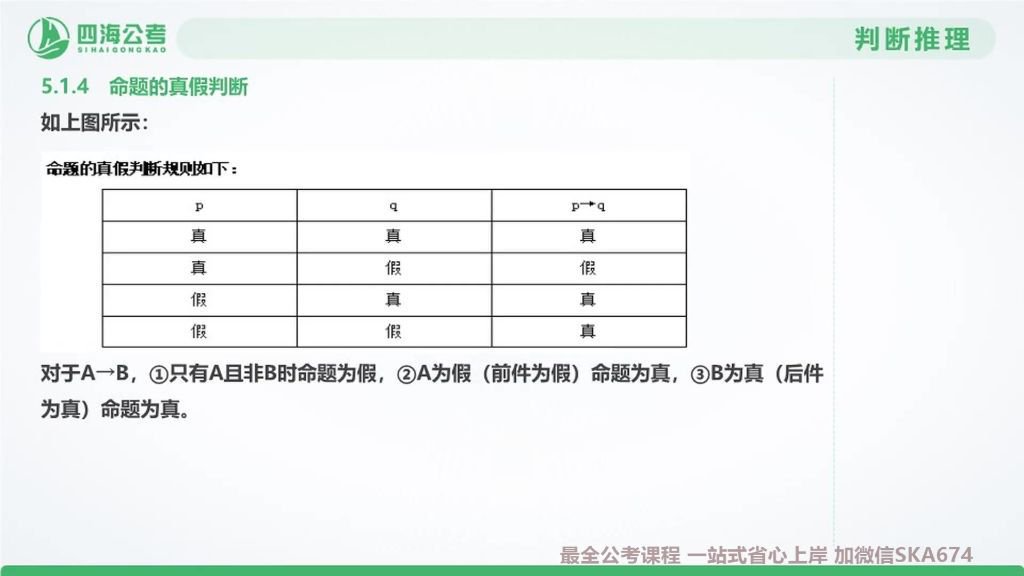 四海公考
SIHAIGONGKAO
判断推理
5.1.4 命题的真假判断
如上图所示：
命题的真假判断规则如下：
p q p→q
真 真 真
真 假 假
假 真 真
假 假 真
对于A→B，①只有A且非B时命题为假，②A为假（前件为假）命题为真，③B为真（后件
为真）命题为真。
最全公考课程 一站式省心上岸 加微信SKA674